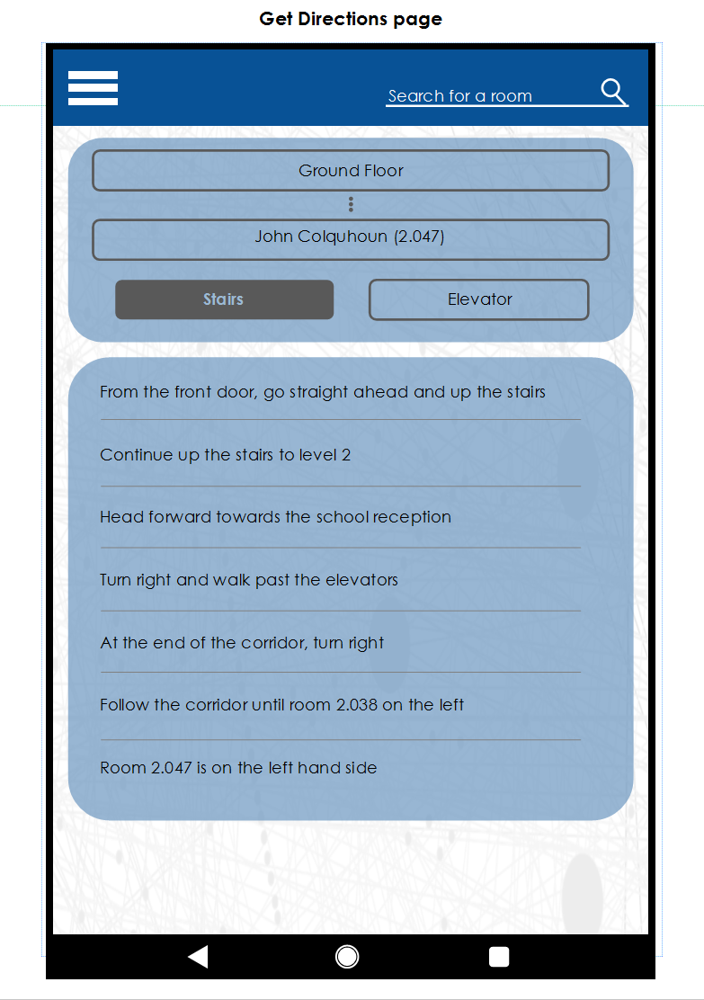 Get Directions page
Search for a room
Ground Floor
John Colquhoun (2.047)
Stairs
Elevator
From the front door, go straight ahead and up the stairs
Continue up the stairs to level 2
Head forward towards the school reception
Turn right and walk past the elevators
At the end of the corridor, turn right
Follow the corridor until room 2.038 on the left
Room 2.047 is on the left hand side